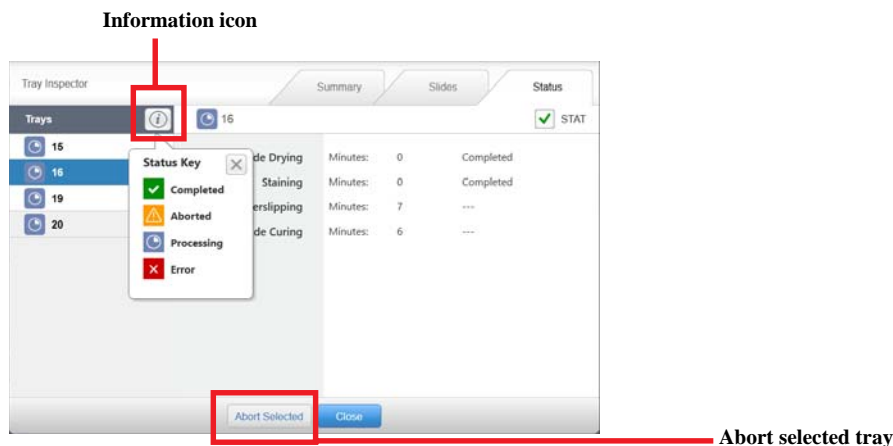 Information icon
Tray Inspector
Summary
Slides
Status
Trays
i
16
STAT
15
16
19
20
Status Key
Completed
Aborted
Processing
Error
de Drying Minutes: 0 Completed
Staining Minutes: 0 Completed
erslipping Minutes: 7 ---
de Curing Minutes: 6 ---
Abort Selected
Close
Abort selected tray